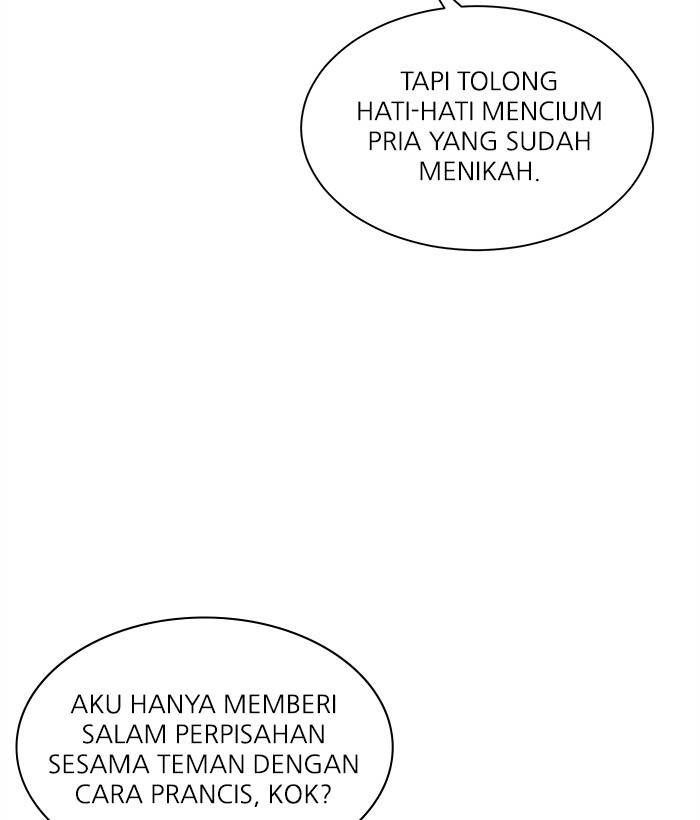 TAPI TOLONG
HATI-HATI MENCIUM
PRIA YANG SUDAH
MENIKAH.
AKU HANYA MEMBERI
SALAM PERPISAHAN
SESAMA TEMAN DENGAN
CARA PRANCIS, KOK?